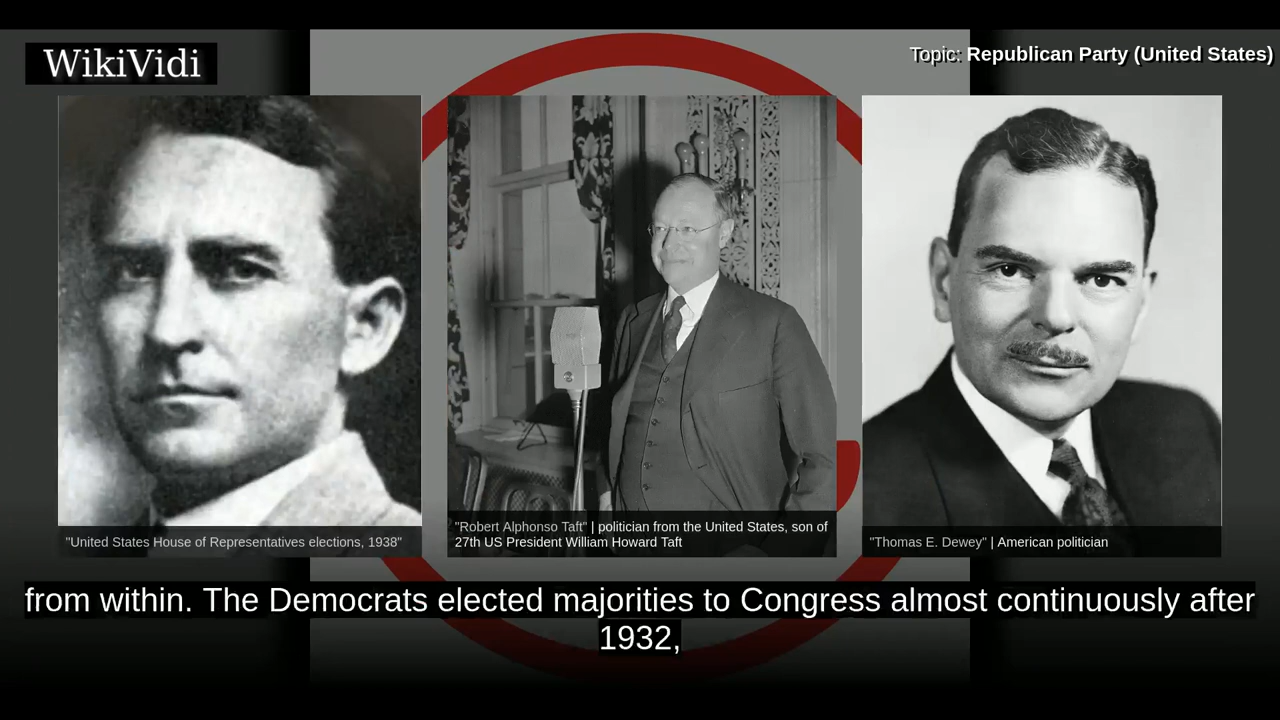 WikiVidi
Topic: Republican Party (United States)
"United States House of Representatives elections, 1938"
"Robert Alphonso Taft" | politician from the United States, son of
27th US President William Howard Taft
"Thomas E. Dewey" | American politician
from within. The Democrats elected majorities to Congress almost continuously after
1932,